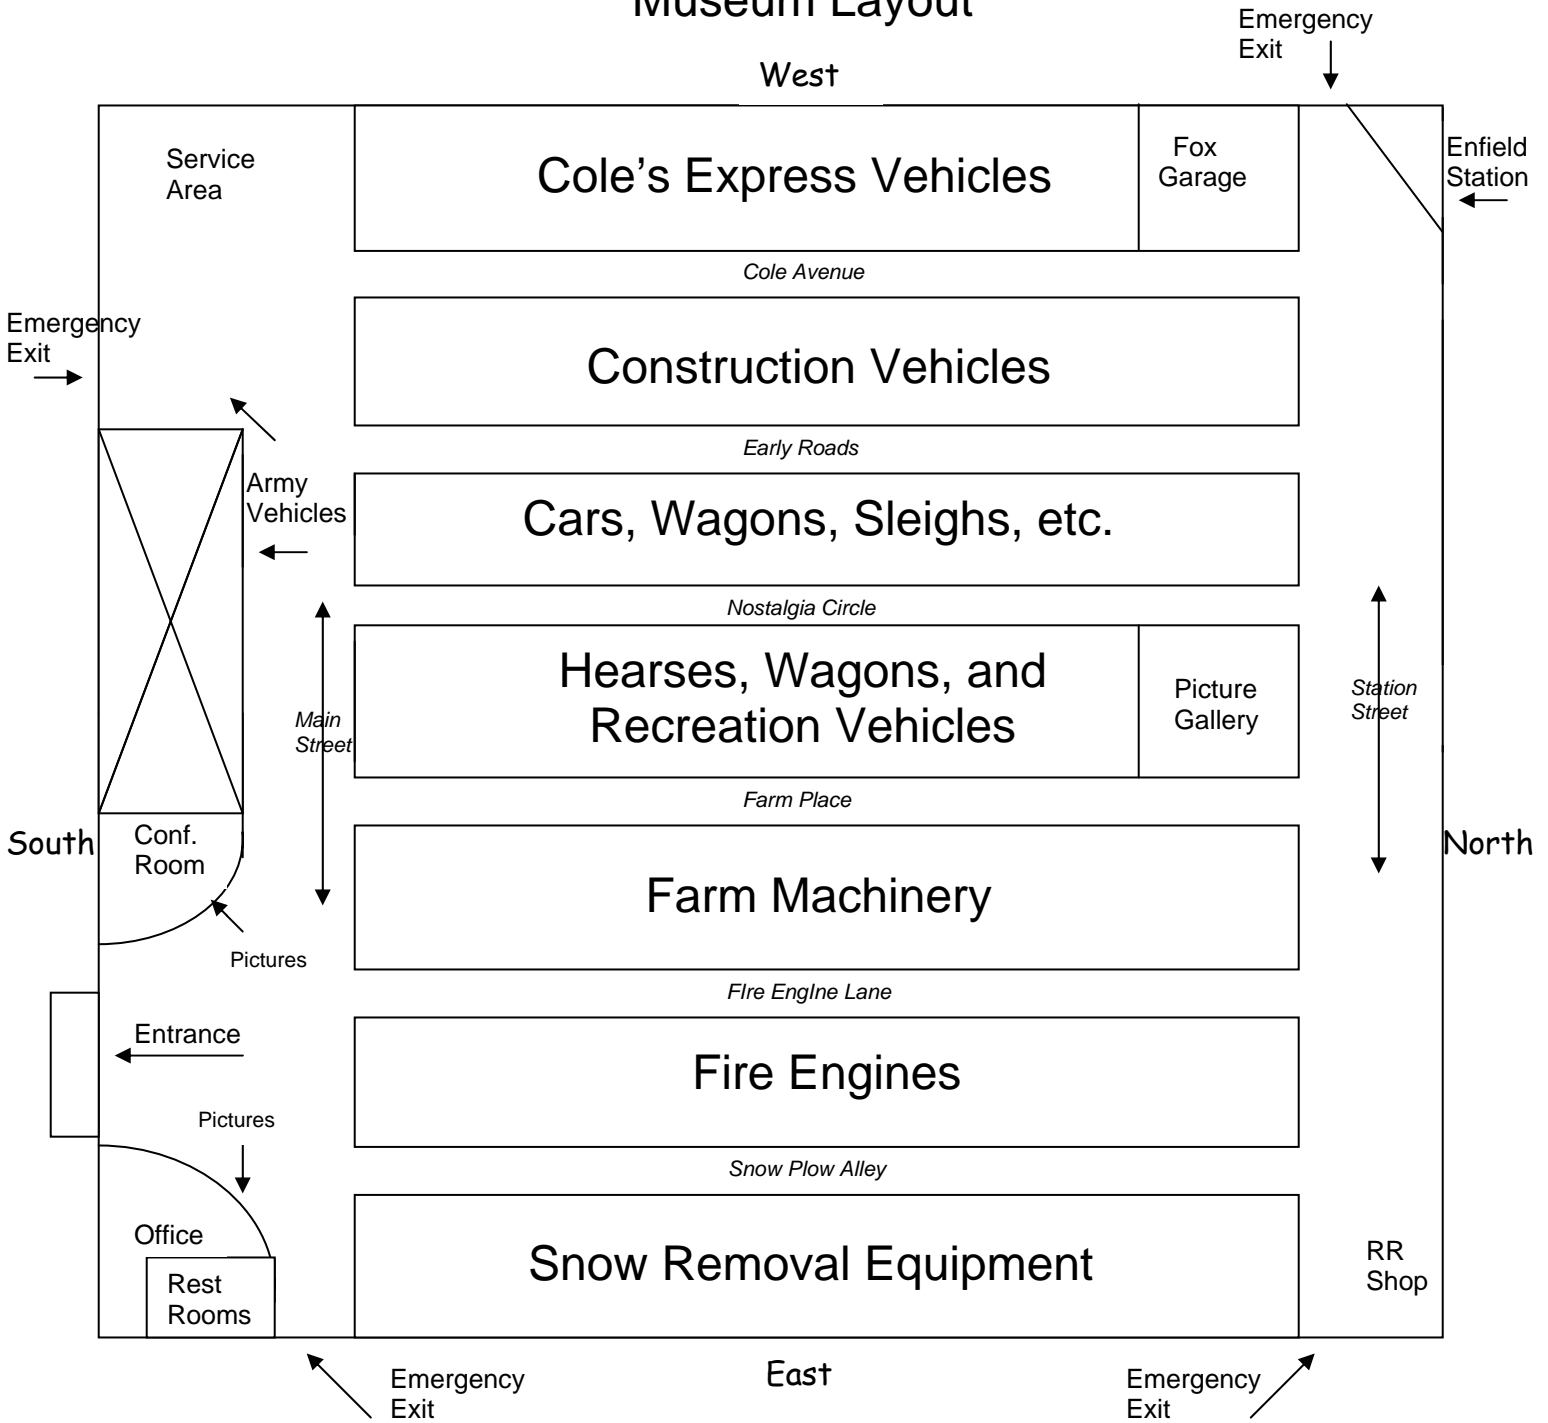 Museum Layout
Emergency
Exit
West
Service
Area
Cole's Express Vehicles
Fox
Garage
Enfield
Station
Cole Avenue
Emergency
Exit
Construction Vehicles
Early Roads
Army
Vehicles
Cars, Wagons, Sleighs, etc.
Nostalgia Circle
Hearses, Wagons, and
Recreation Vehicles
Picture
Gallery
Main
Street
Station
Street
Farm Place
South
Conf.
Room
North
Farm Machinery
Pictures
FIre EngIne Lane
Entrance
Fire Engines
Pictures
Snow Plow Alley
Office
Rest
Rooms
Snow Removal Equipment
RR
Shop
East
Emergency
Exit
Emergency
Exit